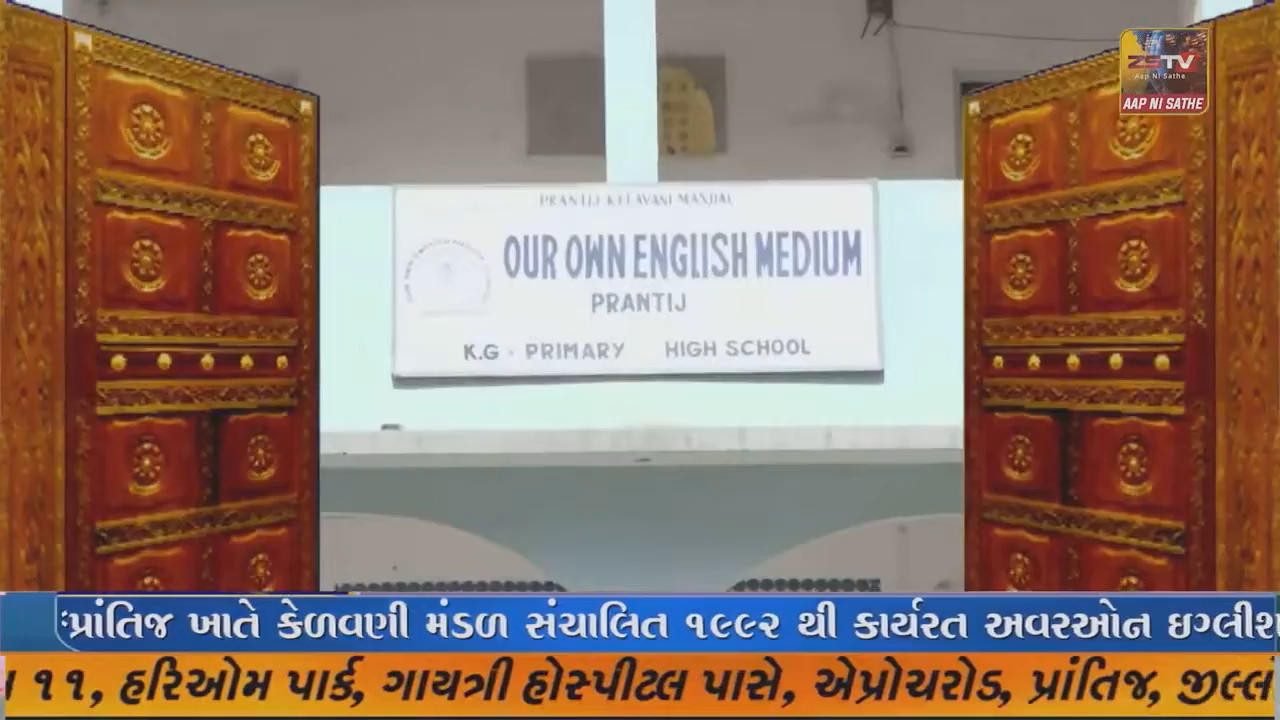 ZSTV
Aap Ni Sathe
AAP NI SATHE
PRANTIJ KELAVANI MANDAL
OUR OWN ENGLISH MEDIUM
PRANTIJ
K.G - PRIMARY HIGH SCHOOL
:પ્રાંતિજ ખાતે કેળવણી મંડળ સંચાલિત ૧૯૯૨ થી કાર્યરત અવરઓન ઇગ્લીશ
૧૧, હરિઓમ પાર્ક, ગાયત્રી હોસ્પીટલ પાસે, એપ્રોચરોડ, પ્રાંતિજ, જીલ્લ